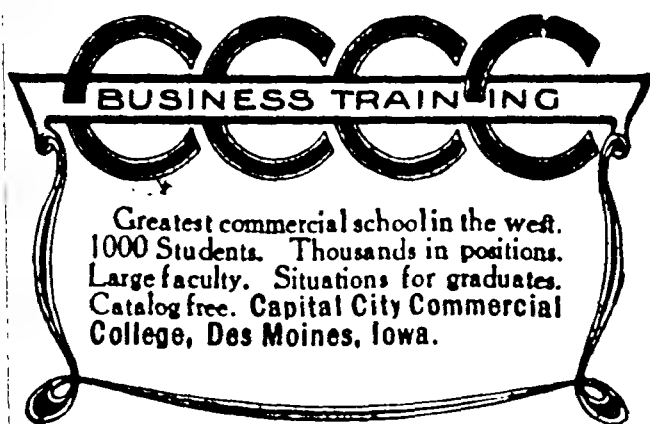 CCCC
BUSINESS TRAINING
Greatest commercial school in the west.
1000 Students. Thousands in positions.
Large faculty. Situations for graduates.
Catalog free. Capital City Commercial
College, Des Moines, Iowa.